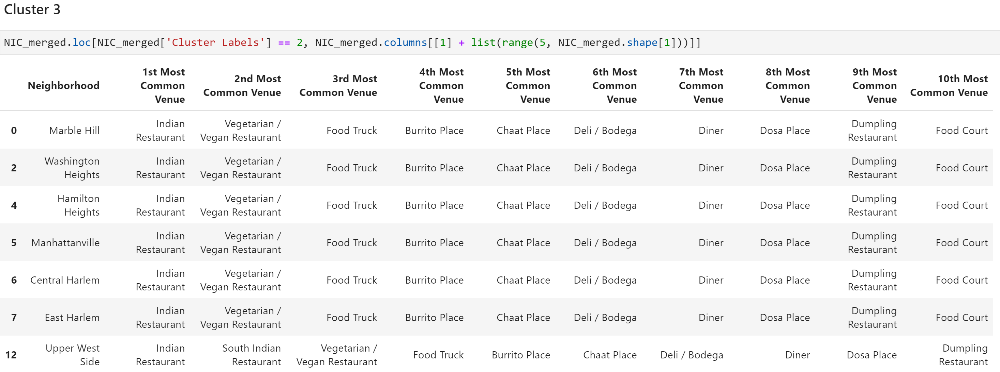 Cluster 3
NIC_merged.loc[NIC_merged['Cluster Labels'] == 2, NIC_merged.columns[[1] + list(range(5, NIC_merged.shape[1]))]]
Neighborhood 1st Most Common Venue 2nd Most Common Venue 3rd Most Common Venue 4th Most Common Venue 5th Most Common Venue 6th Most Common Venue 7th Most Common Venue 8th Most Common Venue 9th Most Common Venue 10th Most Common Venue
0 Marble Hill Indian Restaurant Vegetarian / Vegan Restaurant Food Truck Burrito Place Chaat Place Deli / Bodega Diner Dosa Place Dumpling Restaurant Food Court
2 Washington Heights Indian Restaurant Vegetarian / Vegan Restaurant Food Truck Burrito Place Chaat Place Deli / Bodega Diner Dosa Place Dumpling Restaurant Food Court
4 Hamilton Heights Indian Restaurant Vegetarian / Vegan Restaurant Food Truck Burrito Place Chaat Place Deli / Bodega Diner Dosa Place Dumpling Restaurant Food Court
5 Manhattanville Indian Restaurant Vegetarian / Vegan Restaurant Food Truck Burrito Place Chaat Place Deli / Bodega Diner Dosa Place Dumpling Restaurant Food Court
6 Central Harlem Indian Restaurant Vegetarian / Vegan Restaurant Food Truck Burrito Place Chaat Place Deli / Bodega Diner Dosa Place Dumpling Restaurant Food Court
7 East Harlem Indian Restaurant Vegetarian / Vegan Restaurant Food Truck Burrito Place Chaat Place Deli / Bodega Diner Dosa Place Dumpling Restaurant Food Court
12 Upper West Side Indian Restaurant South Indian Restaurant Vegetarian / Vegan Restaurant Food Truck Burrito Place Chaat Place Deli / Bodega Diner Dosa Place Dumpling Restaurant